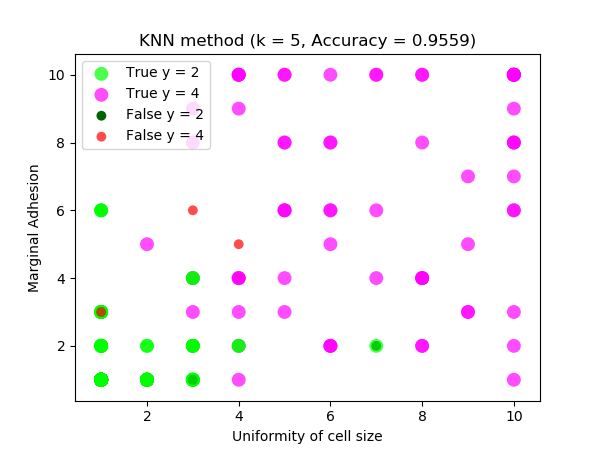 KNN method (k = 5, Accuracy = 0.9559)
True y = 2
True y = 4
False y = 2
False y = 4
10
8
6
4
2
Marginal Adhesion
2 4 6 8 10
Uniformity of cell size